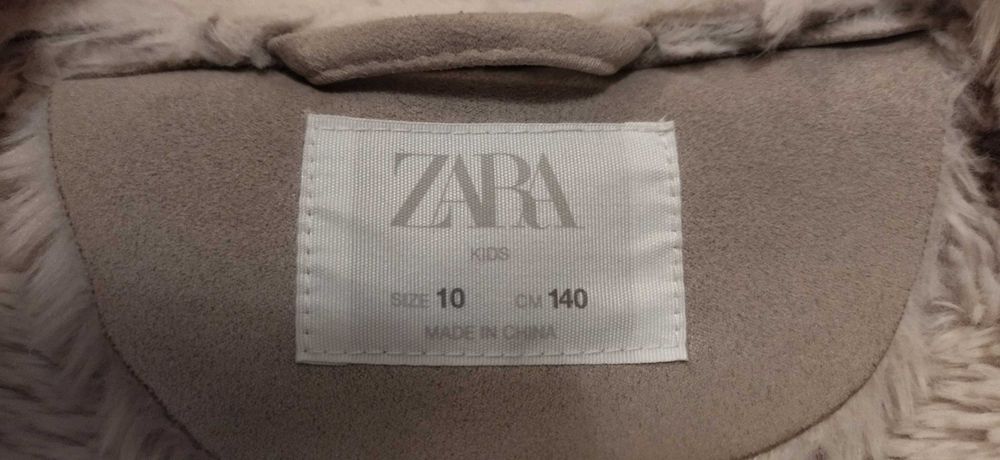 ZARA
KIDS
SIZE 10 CM 140
MADE IN CHINA